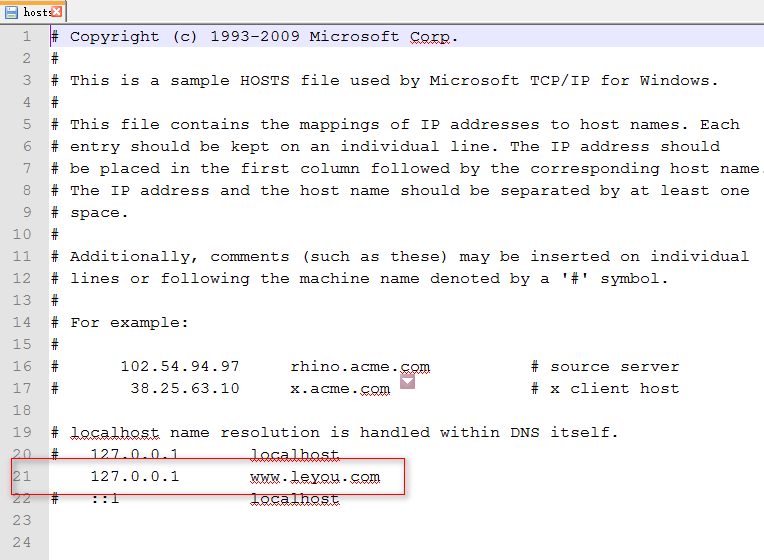 hosts
1 # Copyright (c) 1993-2009 Microsoft Corp.
2 #
3 # This is a sample HOSTS file used by Microsoft TCP/IP for Windows.
4 #
5 # This file contains the mappings of IP addresses to host names. Each
6 # entry should be kept on an individual line. The IP address should
7 # be placed in the first column followed by the corresponding host name.
8 # The IP address and the host name should be separated by at least one
9 # space.
10 #
11 # Additionally, comments (such as these) may be inserted on individual
12 # lines or following the machine name denoted by a '#' symbol.
13 #
14 # For example:
15 #
16 #      102.54.94.97     rhino.acme.com          # source server
17 #       38.25.63.10     x.acme.com              # x client host
18
19 # localhost name resolution is handled within DNS itself.
20 #   127.0.0.1       localhost
21     127.0.0.1       www.leyou.com
22 #   ::1             localhost
23
24